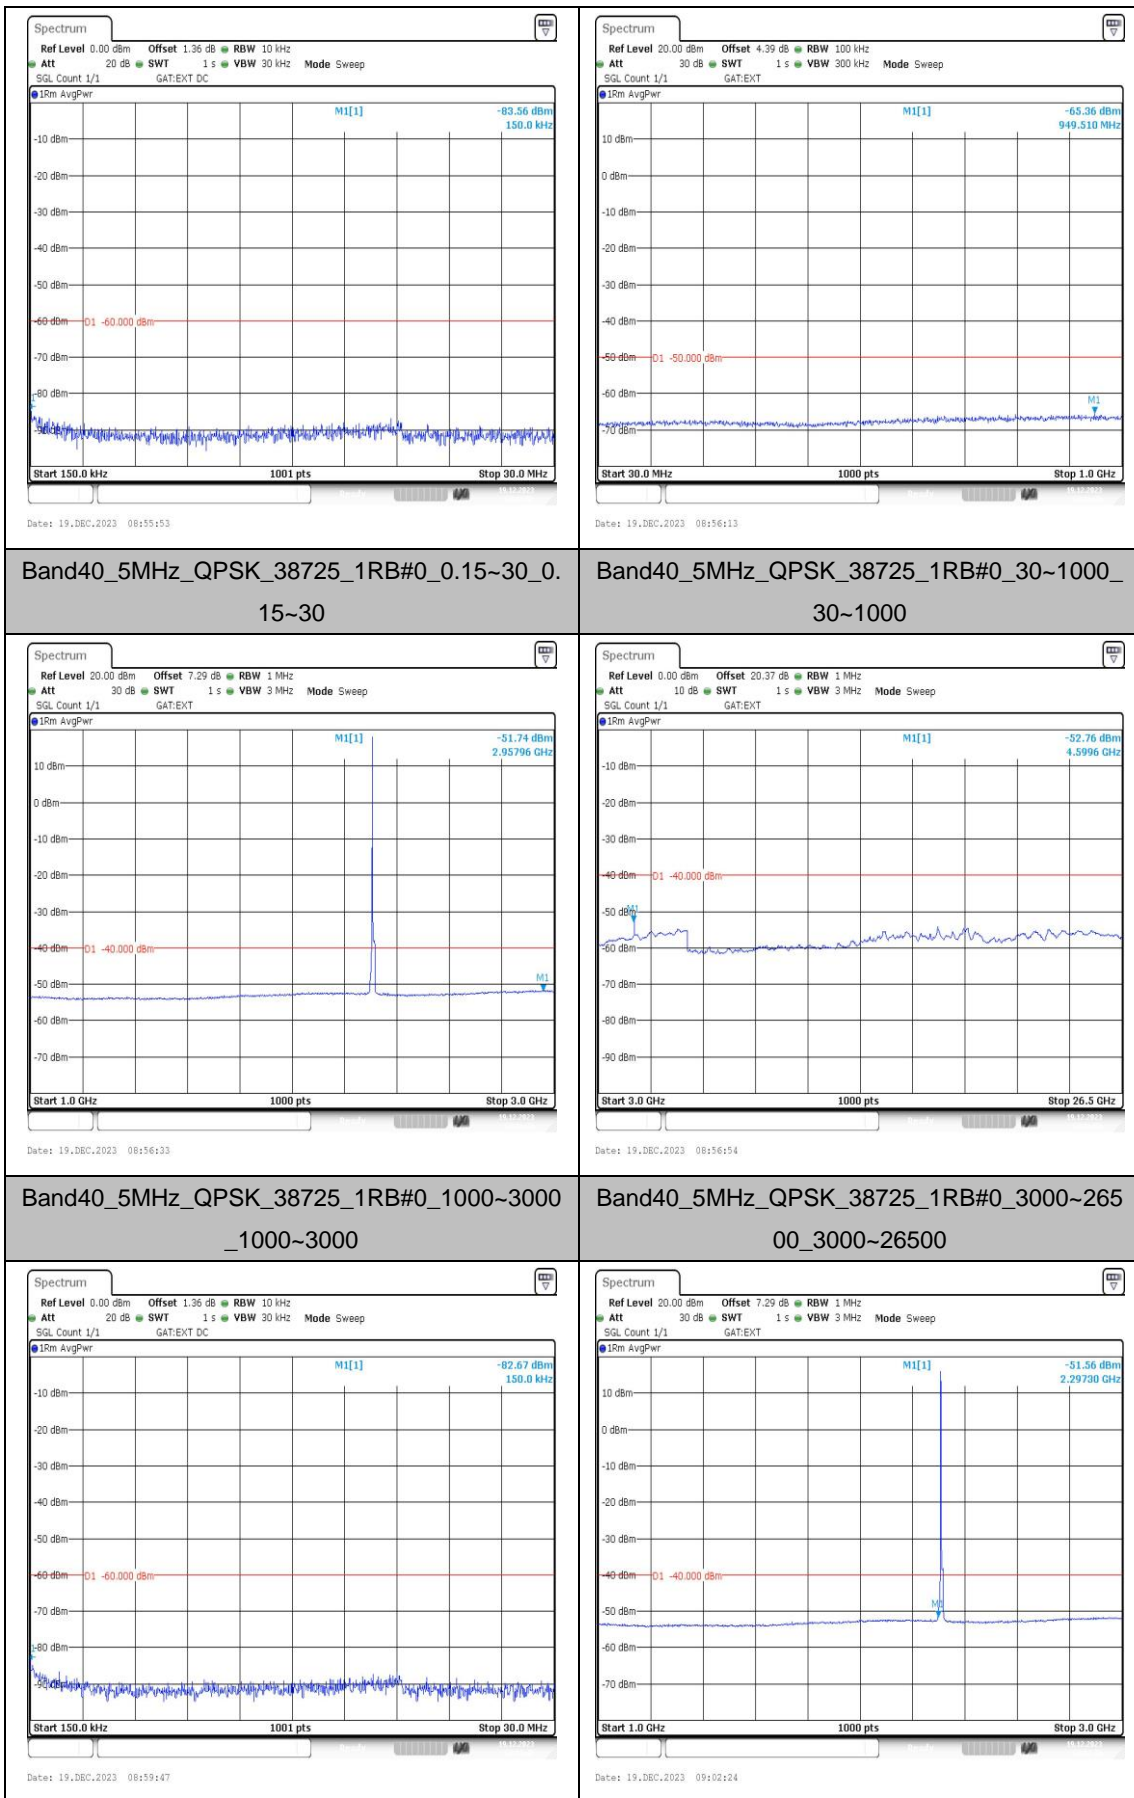 Spectrum
Ref Level 0.00 dBm Offset 1.36 dB RBW 10 kHz
Att 20 dB SWT 1 s VBW 30 kHz Mode Sweep
SGL Count 1/1 GAT:EXT DC
1Rm AvgPwr
M1[1] -83.56 dBm
150.0 kHz
-10 dBm
-20 dBm
-30 dBm
-40 dBm
-50 dBm
-60 dBm D1 -60.000 dBm
-70 dBm
-80 dBm
Start 150.0 kHz 1001 pts Stop 30.0 MHz
Date: 19.DEC.2023 08:55:53
Spectrum
Ref Level 20.00 dBm Offset 4.39 dB RBW 100 kHz
Att 30 dB SWT 1 s VBW 300 kHz Mode Sweep
SGL Count 1/1 GAT:EXT
1Rm AvgPwr
M1[1] -65.36 dBm
949.510 MHz
10 dBm
0 dBm
-10 dBm
-20 dBm
-30 dBm
-40 dBm
-50 dBm D1 -50.000 dBm
-60 dBm
M1
-70 dBm
Start 30.0 MHz 1000 pts Stop 1.0 GHz
Date: 19.DEC.2023 08:56:13
Band40_5MHz_QPSK_38725_1RB#0_0.15~30_0.
15~30
Band40_5MHz_QPSK_38725_1RB#0_30~1000_
30~1000
Spectrum
Ref Level 20.00 dBm Offset 7.29 dB RBW 1 MHz
Att 30 dB SWT 1 s VBW 3 MHz Mode Sweep
SGL Count 1/1 GAT:EXT
1Rm AvgPwr
M1[1] -51.74 dBm
2.95796 GHz
10 dBm
0 dBm
-10 dBm
-20 dBm
-30 dBm
-40 dBm D1 -40.000 dBm
M1
-50 dBm
-60 dBm
-70 dBm
Start 1.0 GHz 1000 pts Stop 3.0 GHz
Date: 19.DEC.2023 08:56:33
Spectrum
Ref Level 0.00 dBm Offset 20.37 dB RBW 1 MHz
Att 10 dB SWT 1 s VBW 3 MHz Mode Sweep
SGL Count 1/1 GAT:EXT
1Rm AvgPwr
M1[1] -52.76 dBm
4.5996 GHz
-10 dBm
-20 dBm
-30 dBm
-40 dBm D1 -40.000 dBm
-50 dBm
M1
-60 dBm
-70 dBm
-80 dBm
-90 dBm
Start 3.0 GHz 1000 pts Stop 26.5 GHz
Date: 19.DEC.2023 08:56:54
Band40_5MHz_QPSK_38725_1RB#0_1000~3000
_1000~3000
Band40_5MHz_QPSK_38725_1RB#0_3000~265
00_3000~26500
Spectrum
Ref Level 0.00 dBm Offset 1.36 dB RBW 10 kHz
Att 20 dB SWT 1 s VBW 30 kHz Mode Sweep
SGL Count 1/1 GAT:EXT DC
1Rm AvgPwr
M1[1] -82.67 dBm
150.0 kHz
-10 dBm
-20 dBm
-30 dBm
-40 dBm
-50 dBm
-60 dBm D1 -60.000 dBm
-70 dBm
-80 dBm
Start 150.0 kHz 1001 pts Stop 30.0 MHz
Date: 19.DEC.2023 08:59:47
Spectrum
Ref Level 20.00 dBm Offset 7.29 dB RBW 1 MHz
Att 30 dB SWT 1 s VBW 3 MHz Mode Sweep
SGL Count 1/1 GAT:EXT
1Rm AvgPwr
M1[1] -51.56 dBm
2.29730 GHz
10 dBm
0 dBm
-10 dBm
-20 dBm
-30 dBm
-40 dBm D1 -40.000 dBm
-50 dBm
M1
-60 dBm
-70 dBm
Start 1.0 GHz 1000 pts Stop 3.0 GHz
Date: 19.DEC.2023 09:02:24